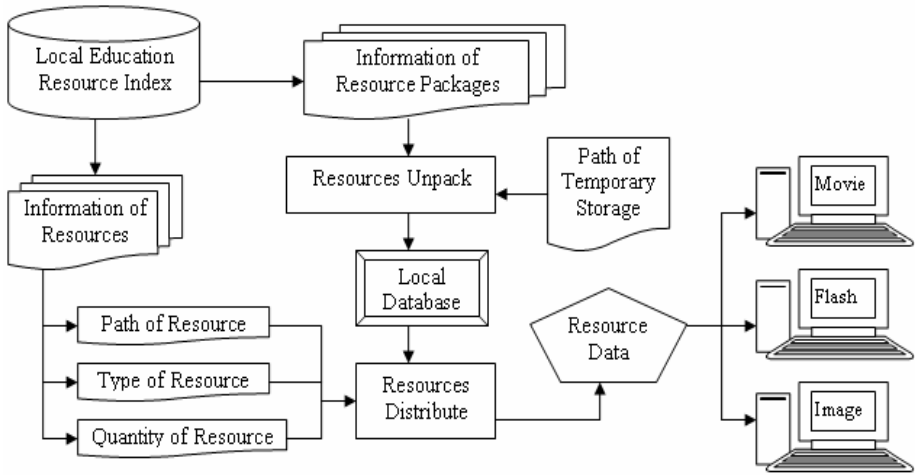 Local Education
Resource Index
Information of
Resource Packages
Resources Unpack
Path of
Temporary
Storage
Information of
Resources
Local
Database
Path of Resource
Type of Resource
Quantity of Resource
Resources
Distribute
Resource
Data
Movie
Flash
Image